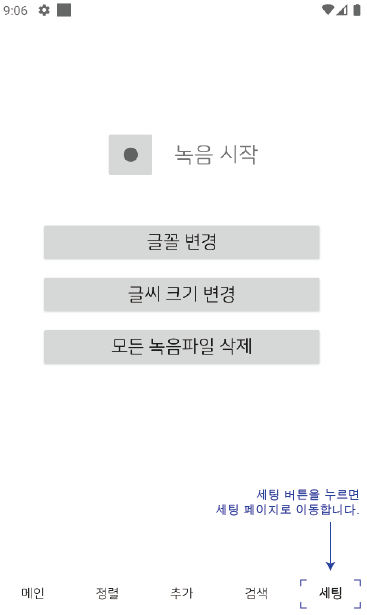 9:06
녹음 시작
글꼴 변경
글씨 크기 변경
모든 녹음파일 삭제
세팅 버튼을 누르면
세팅 페이지로 이동합니다.
메인 정렬 추가 검색 세팅